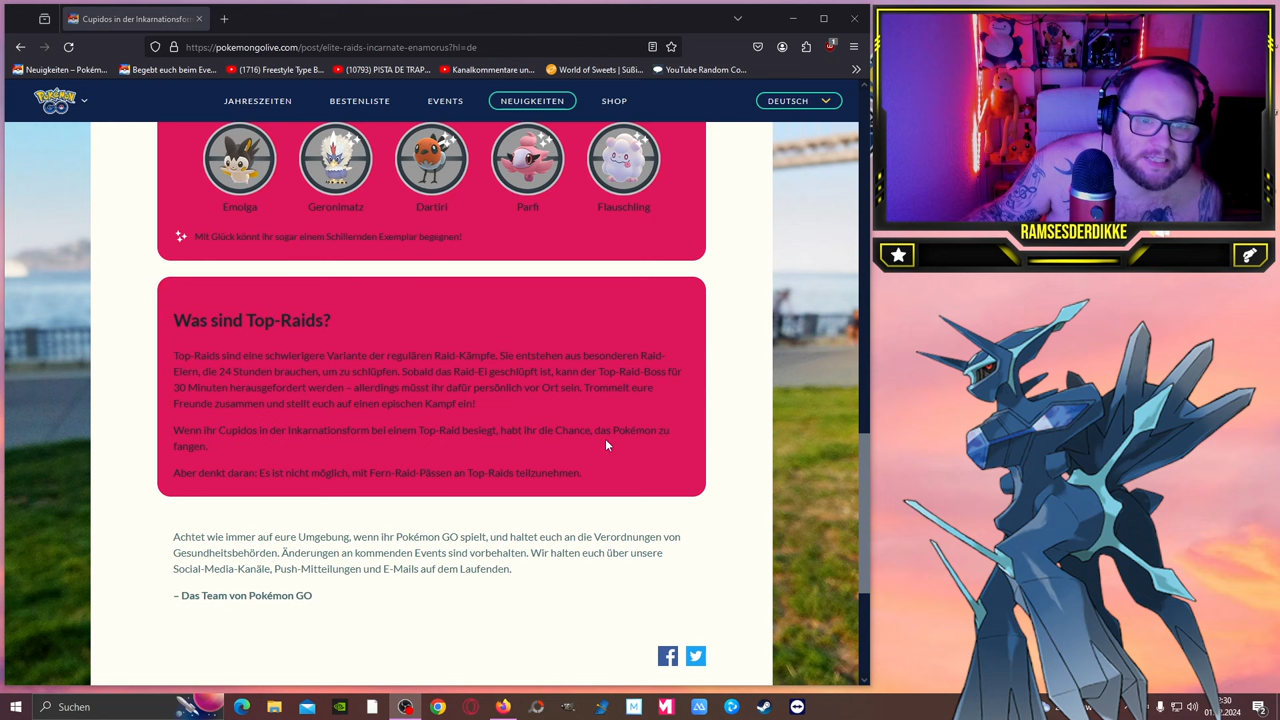 Cupidos in der Inkarnationsform
https://pokemongolive.com/post/elite-raids-incarnate-enamorus?hl=de
1
Neuigkeiten – Pokém...
Begebt euch beim Eve...
(1716) Freestyle Type B...
(10793) PISTA DE TRAP...
Kanalkommentare un...
World of Sweets | Süßi...
YouTube Random Co...
Pokémon GO
JAHRESZEITEN
BESTENLISTE
EVENTS
NEUIGKEITEN
SHOP
DEUTSCH
Emolga
Geronimatz
Dartiri
Parfi
Flauschling
Mit Glück könnt ihr sogar einem Schillernden Exemplar begegnen!
Was sind Top-Raids?
Top-Raids sind eine schwierigere Variante der regulären Raid-Kämpfe. Sie entstehen aus besonderen Raid-
Eiern, die 24 Stunden brauchen, um zu schlüpfen. Sobald das Raid-Ei geschlüpft ist, kann der Top-Raid-Boss für
30 Minuten herausgefordert werden – allerdings müsst ihr dafür persönlich vor Ort sein. Trommelt eure
Freunde zusammen und stellt euch auf einen epischen Kampf ein!
Wenn ihr Cupidos in der Inkarnationsform bei einem Top-Raid besiegt, habt ihr die Chance, das Pokémon zu
fangen.
Aber denkt daran: Es ist nicht möglich, mit Fern-Raid-Pässen an Top-Raids teilzunehmen.
Achtet wie immer auf eure Umgebung, wenn ihr Pokémon GO spielt, und haltet euch an die Verordnungen von
Gesundheitsbehörden. Änderungen an kommenden Events sind vorbehalten. Wir halten euch über unsere
Social-Media-Kanäle, Push-Mitteilungen und E-Mails auf dem Laufenden.
– Das Team von Pokémon GO
RAMSESDERDIKKE
Suchen
2